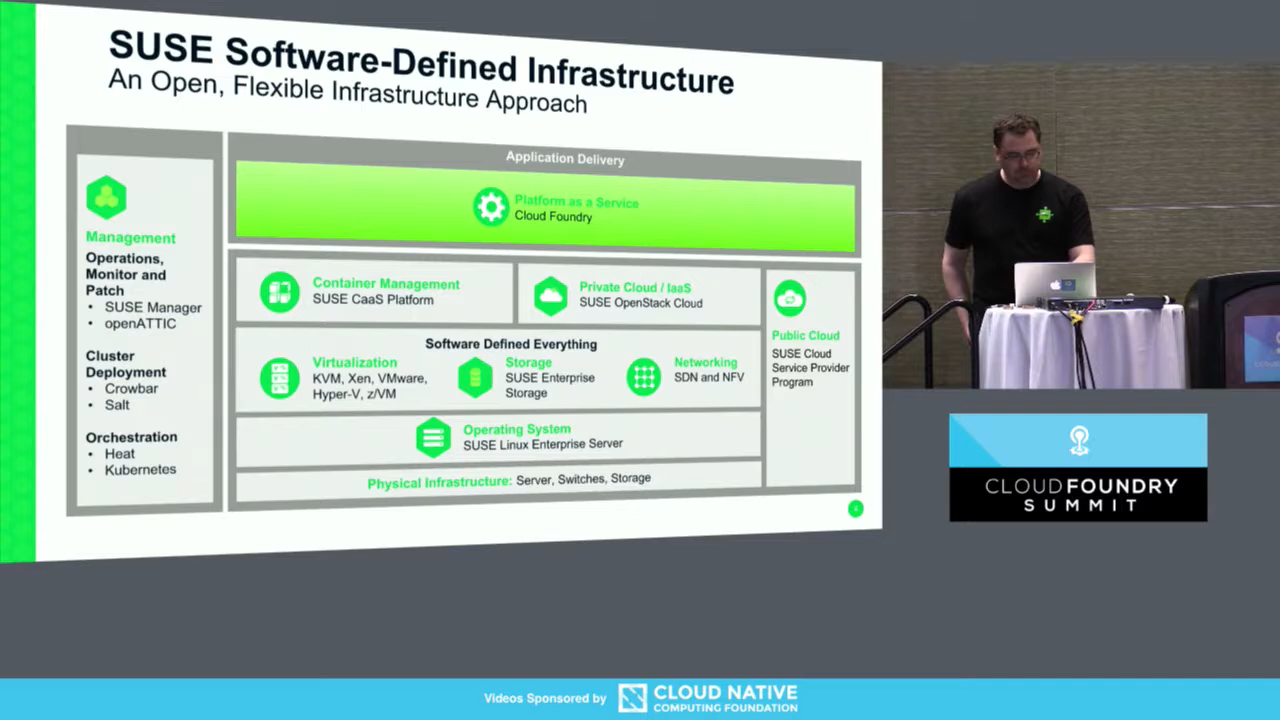 SUSE Software-Defined Infrastructure
An Open, Flexible Infrastructure Approach
Management
Operations,
Monitor and
Patch
• SUSE Manager
• openATTIC
Cluster
Deployment
• Crowbar
• Salt
Orchestration
• Heat
• Kubernetes
Application Delivery
Platform as a Service
Cloud Foundry
Container Management
SUSE CaaS Platform
Private Cloud / IaaS
SUSE OpenStack Cloud
Public Cloud
SUSE Cloud
Service Provider
Program
Software Defined Everything
Virtualization
KVM, Xen, VMware,
Hyper-V, z/VM
Storage
SUSE Enterprise
Storage
Networking
SDN and NFV
Operating System
SUSE Linux Enterprise Server
Physical Infrastructure: Server, Switches, Storage
CLOUDFOUNDRY
SUMMIT
Videos Sponsored by
CLOUD NATIVE
COMPUTING FOUNDATION